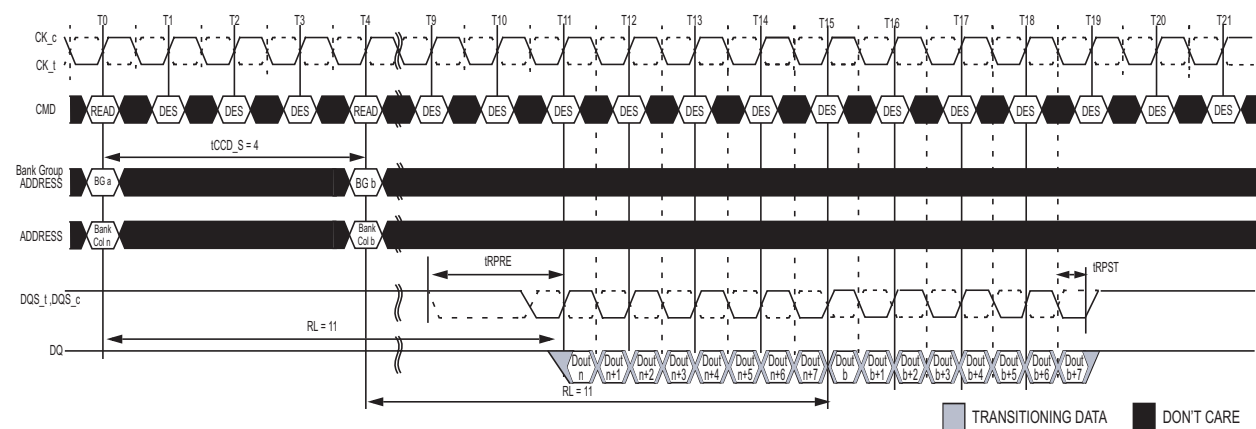 T0 T1 T2 T3 T4 T9 T10 T11 T12 T13 T14 T15 T16 T17 T18 T19 T20 T21
CK_c
CK_t
CMD READ DES DES DES READ DES DES DES DES DES DES DES DES DES DES DES DES DES
tCCD_S = 4
Bank Group
ADDRESS
BG a BG b
ADDRESS
Bank
Col n
Bank
Col b
tRPRE tRPST
DQS_t ,DQS_c
RL = 11
DQ
Dout
n
Dout
n+1
Dout
n+2
Dout
n+3
Dout
n+4
Dout
n+5
Dout
n+6
Dout
n+7
Dout
b
Dout
b+1
Dout
b+2
Dout
b+3
Dout
b+4
Dout
b+5
Dout
b+6
Dout
b+7
RL = 11
TRANSITIONING DATA DON'T CARE